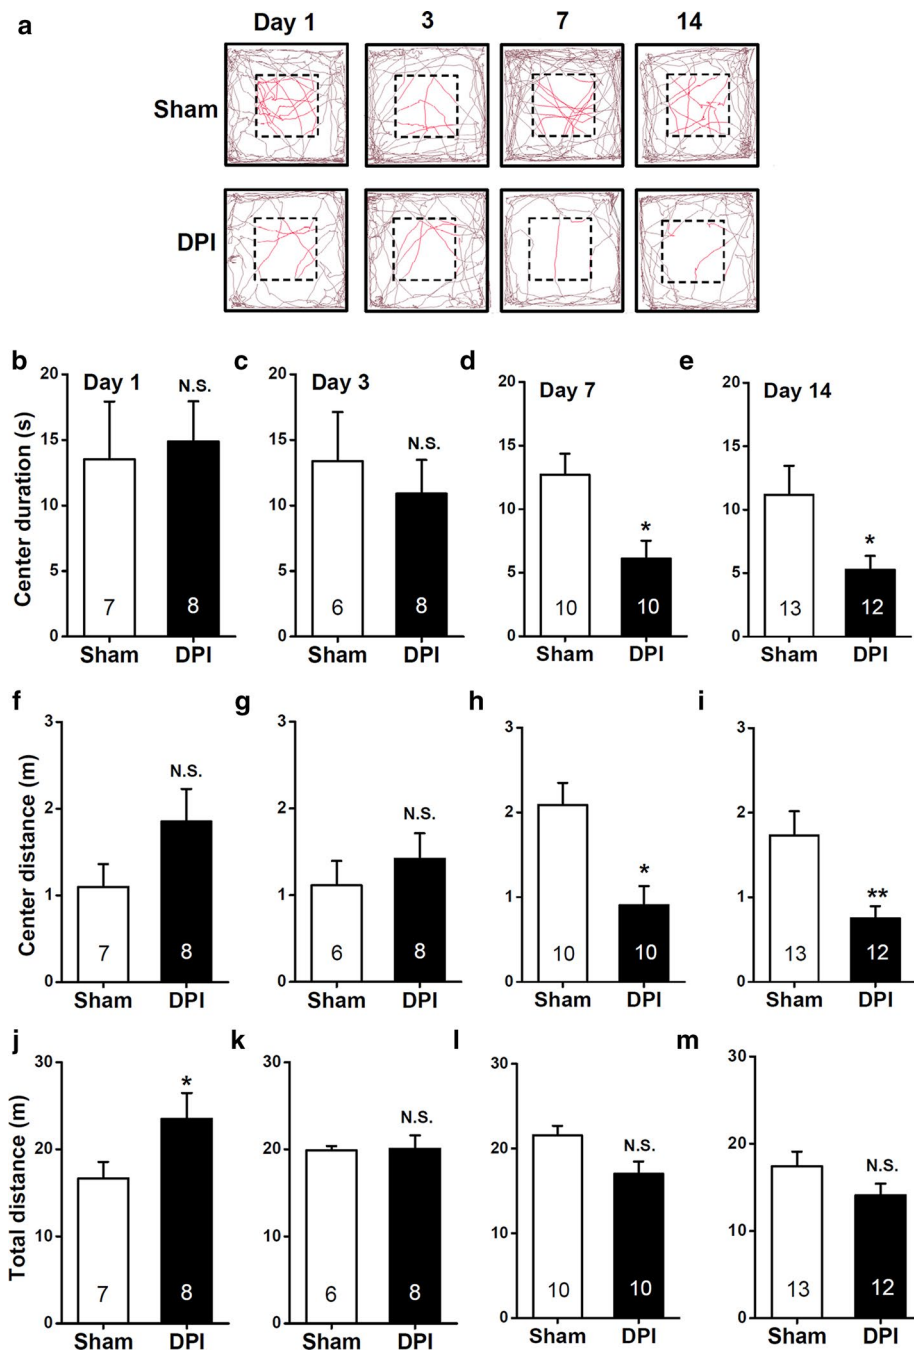 a
Day 1 3 7 14
Sham
DPI
b c d e
Day 1 Day 3 Day 7 Day 14
Center duration (s)
20 20 20 20
15 15 15 15
10 10 10 10
5 5 5 5
0 0 0 0
N.S. N.S. * *
7 8 6 8 10 10 13 12
Sham DPI Sham DPI Sham DPI Sham DPI
f g h i
Center distance (m)
3 3 3 3
2 2 2 2
1 1 1 1
0 0 0 0
N.S. N.S. * **
7 8 6 8 10 10 13 12
Sham DPI Sham DPI Sham DPI Sham DPI
j k l m
Total distance (m)
30 30 30 30
20 20 20 20
10 10 10 10
0 0 0 0
* N.S. N.S. N.S.
7 8 6 8 10 10 13 12
Sham DPI Sham DPI Sham DPI Sham DPI